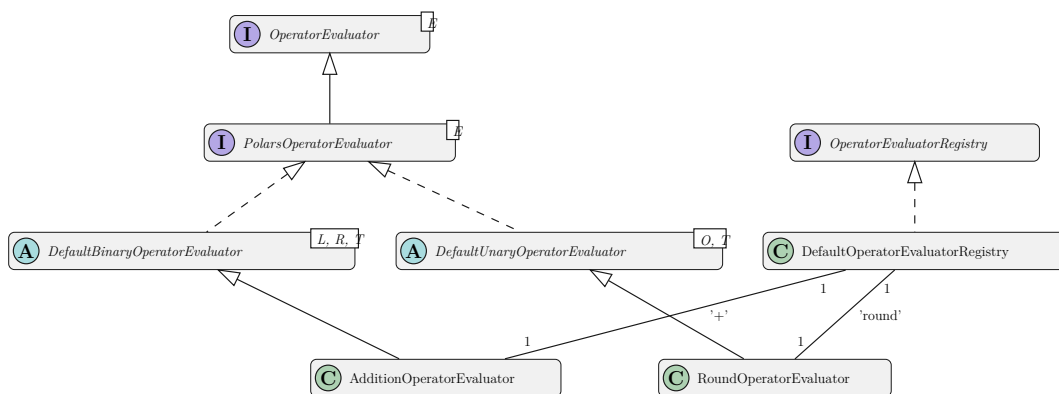 I OperatorEvaluator E
I PolarsOperatorEvaluator E
I OperatorEvaluatorRegistry
A DefaultBinaryOperatorEvaluator L, R, T
A DefaultUnaryOperatorEvaluator O, T
C DefaultOperatorEvaluatorRegistry
1
1
'+'
'round'
1
1
C AdditionOperatorEvaluator
C RoundOperatorEvaluator